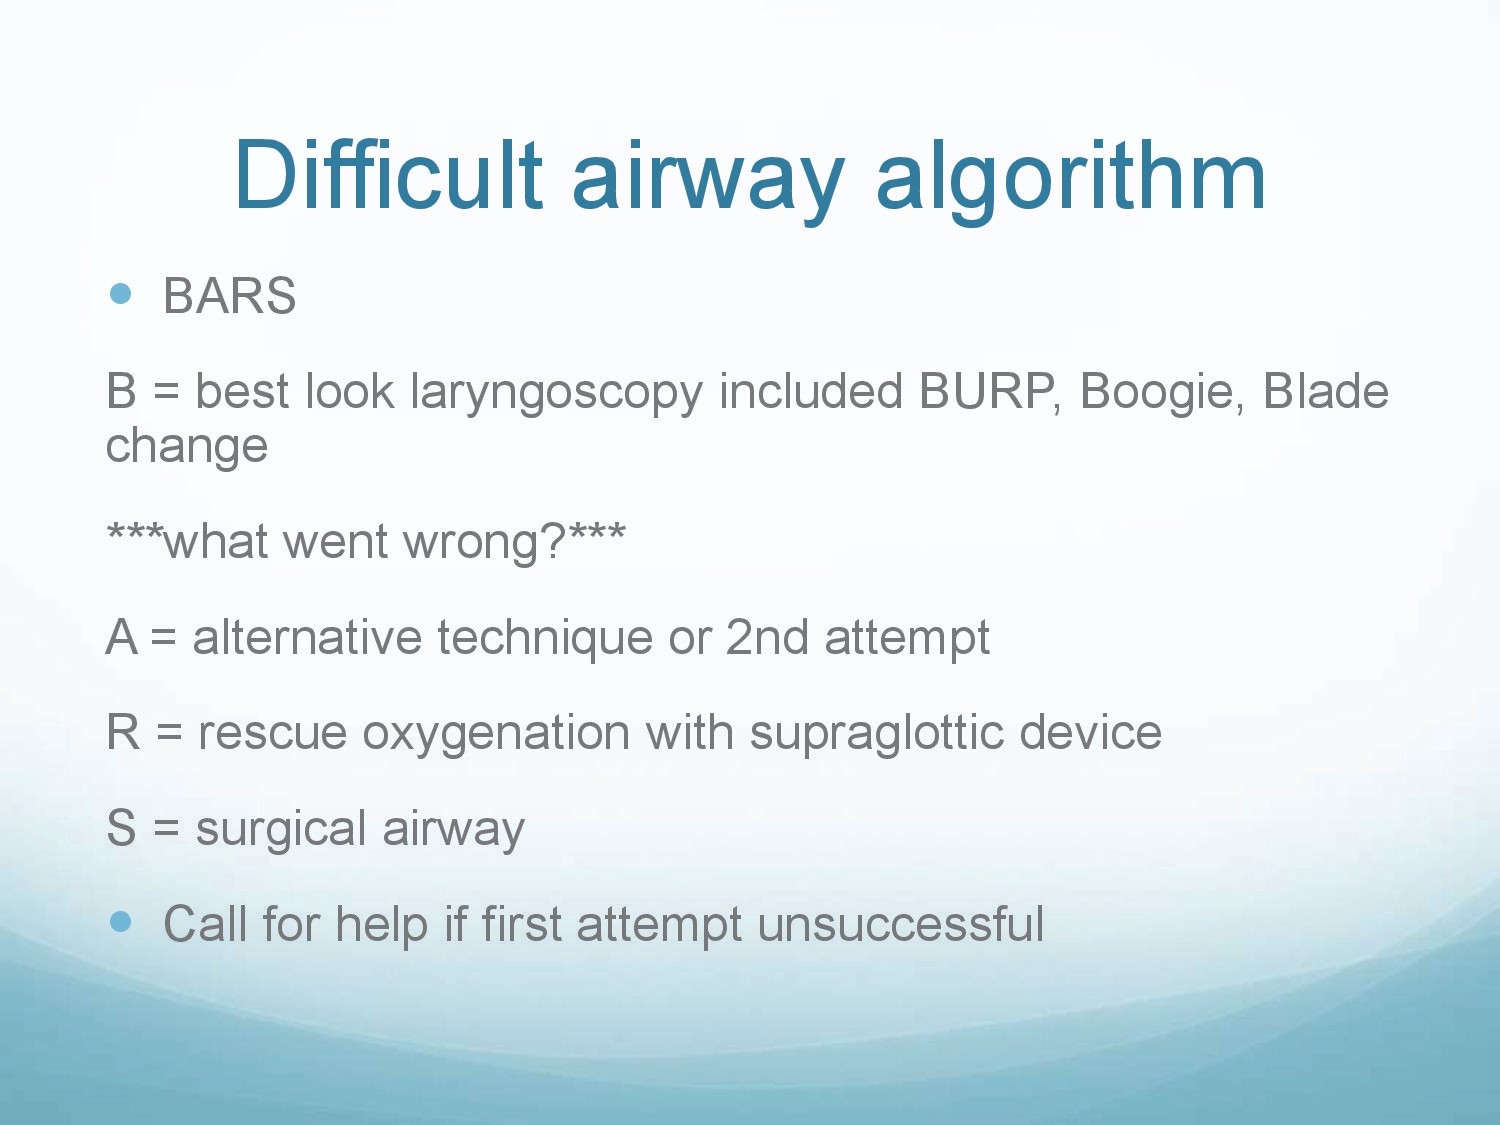 Difficult airway algorithm
• BARS
B = best look laryngoscopy included BURP, Boogie, Blade
change
***what went wrong?***
A = alternative technique or 2nd attempt
R = rescue oxygenation with supraglottic device
S = surgical airway
• Call for help if first attempt unsuccessful